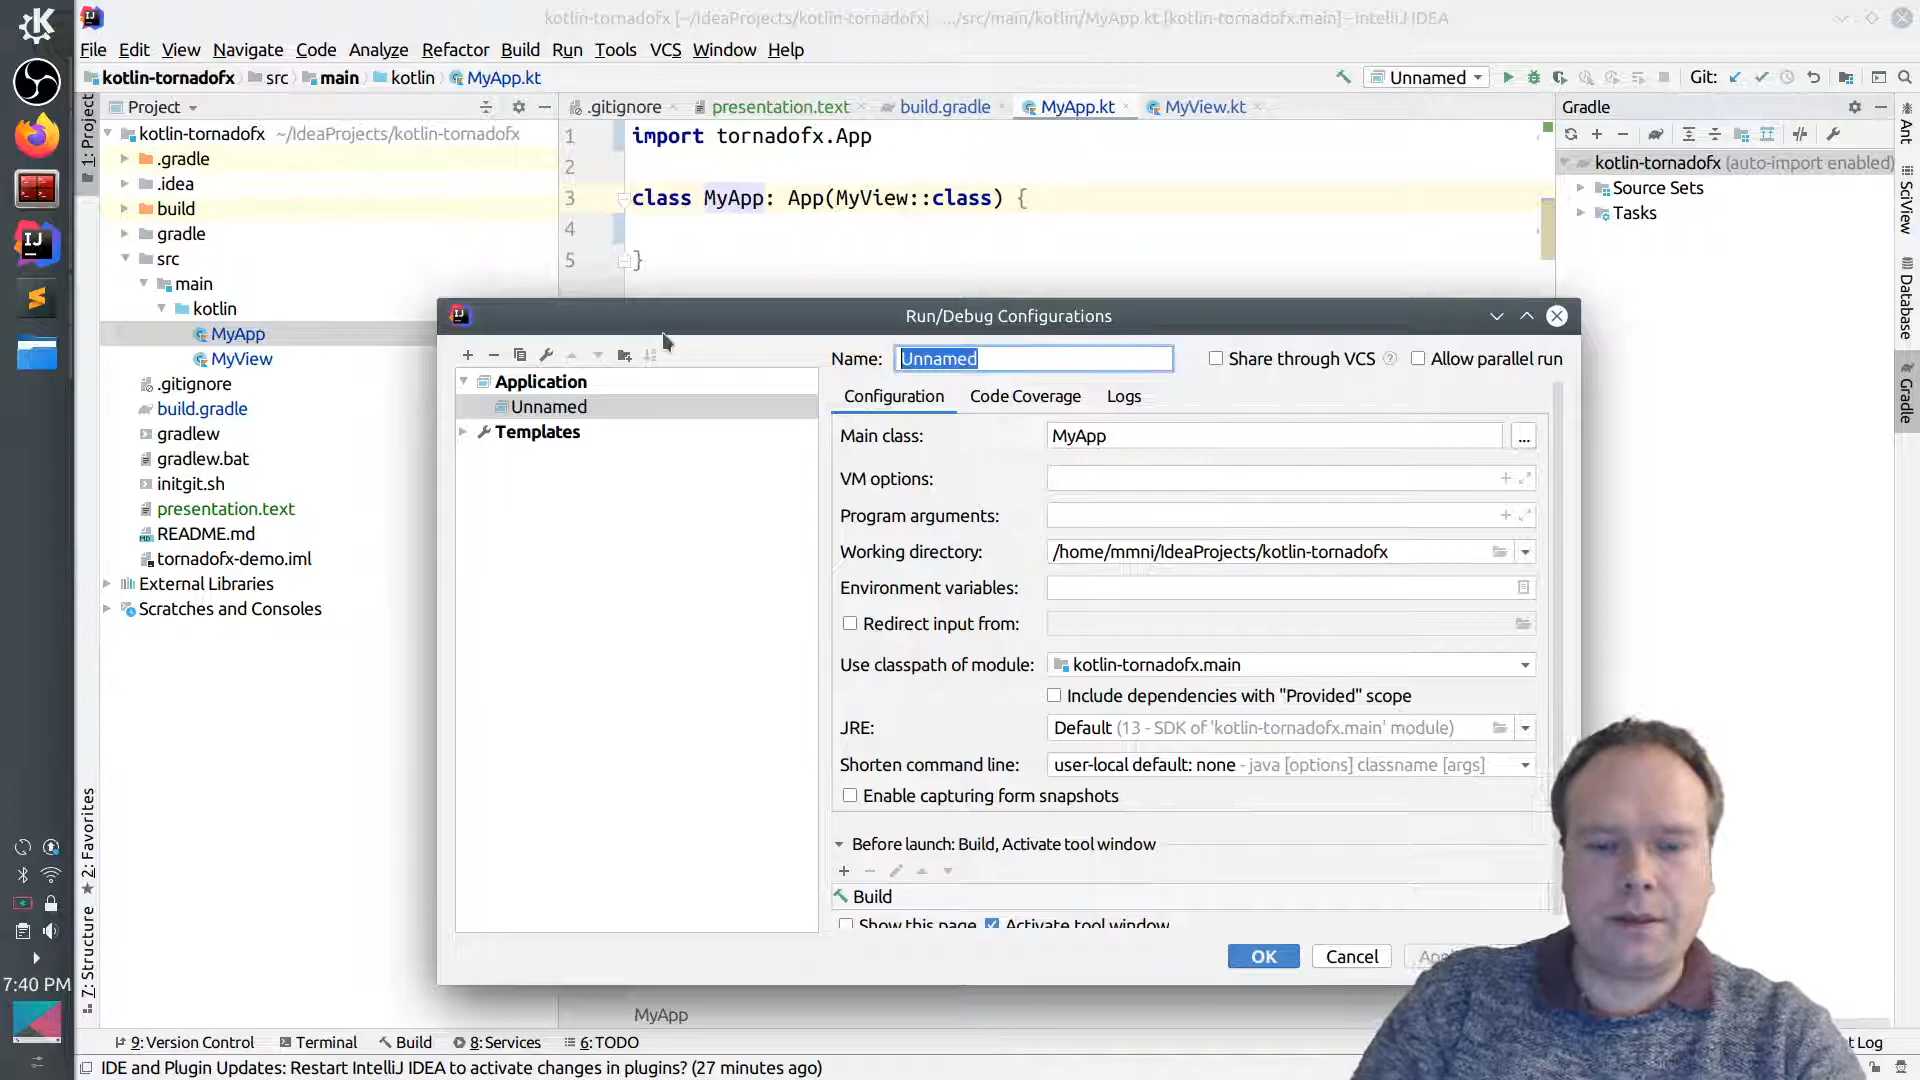 kotlin-tornadofx [~/IdeaProjects/kotlin-tornadofx] - .../src/main/kotlin/MyApp.kt [kotlin-tornadofx.main] - IntelliJ IDEA
File Edit View Navigate Code Analyze Refactor Build Run Tools VCS Window Help
kotlin-tornadofx src main kotlin MyApp.kt Unnamed Git:
Project .gitignore presentation.text build.gradle MyApp.kt MyView.kt Gradle
1: Project
kotlin-tornadofx ~/IdeaProjects/kotlin-tornadofx
.gradle
.idea
build
gradle
src
main
kotlin
MyApp
MyView
.gitignore
build.gradle
gradlew
gradlew.bat
initgit.sh
presentation.text
README.md
tornadofx-demo.iml
External Libraries
Scratches and Consoles
1 import tornadofx.App
2
3 class MyApp: App(MyView::class) {
4
5 }
kotlin-tornadofx (auto-import enabled)
Source Sets
Tasks
Ant
SciView
Database
Gradle
Run/Debug Configurations
Application
Unnamed
Templates
Name: Unnamed Share through VCS ? Allow parallel run
Configuration Code Coverage Logs
Main class: MyApp ...
VM options:
Program arguments:
Working directory: /home/mmni/IdeaProjects/kotlin-tornadofx
Environment variables:
Redirect input from:
Use classpath of module: kotlin-tornadofx.main
Include dependencies with "Provided" scope
JRE: Default (13 - SDK of 'kotlin-tornadofx.main' module)
Shorten command line: user-local default: none - java [options] classname [args]
Enable capturing form snapshots
Before launch: Build, Activate tool window
Build
Show this page Activate tool window
OK Cancel
2: Favorites
7: Structure
7:40 PM
MyApp
9: Version Control Terminal Build 8: Services 6: TODO
Log
IDE and Plugin Updates: Restart IntelliJ IDEA to activate changes in plugins? (27 minutes ago)